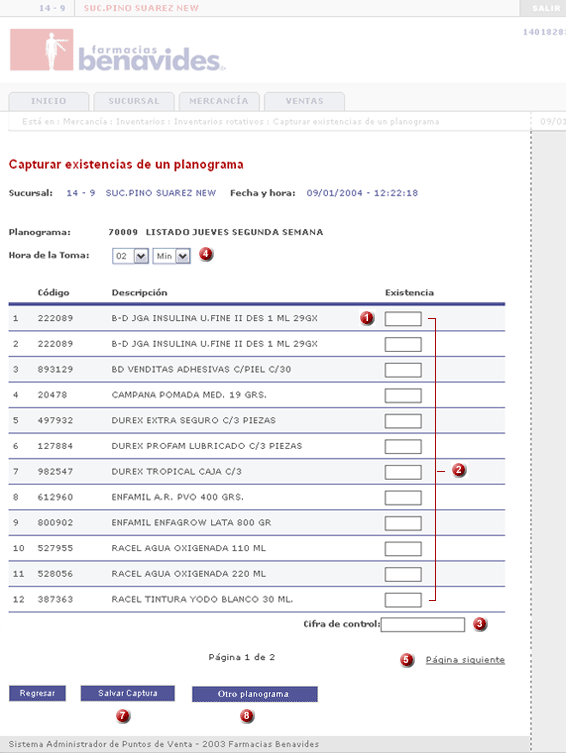 14 - 9 SUC.PINO SUAREZ NEW SALIR
farmacias
benavides
INICIO SUCURSAL MERCANCÍA VENTAS
Está en : Mercancía : Inventarios : Inventarios rotativos : Capturar existencias de un planograma 09/01
Capturar existencias de un planograma
Sucursal: 14 - 9 SUC.PINO SUAREZ NEW Fecha y hora: 09/01/2004 - 12:22:18
Planograma: 70009 LISTADO JUEVES SEGUNDA SEMANA
Hora de la Toma: 02 Min 4
Código Descripción Existencia
1 222089 B-D JGA INSULINA U.FINE II DES 1 ML 29GX 1
2 222089 B-D JGA INSULINA U.FINE II DES 1 ML 29GX
3 893129 BD VENDITAS ADHESIVAS C/PIEL C/30
4 20478 CAMPANA POMADA MED. 19 GRS.
5 497932 DUREX EXTRA SEGURO C/3 PIEZAS
6 127884 DUREX PROFAM LUBRICADO C/3 PIEZAS
7 982547 DUREX TROPICAL CAJA C/3 2
8 612960 ENFAMIL A.R. PVO 400 GRS.
9 800902 ENFAMIL ENFAGROW LATA 800 GR
10 527955 RACEL AGUA OXIGENADA 110 ML
11 528056 RACEL AGUA OXIGENADA 220 ML
12 387363 RACEL TINTURA YODO BLANCO 30 ML.
Cifra de control: 3
Página 1 de 2 5 Página siguiente
Regresar Salvar Captura Otro planograma
7 8
Sistema Administrador de Puntos de Venta - 2003 Farmacias Benavides